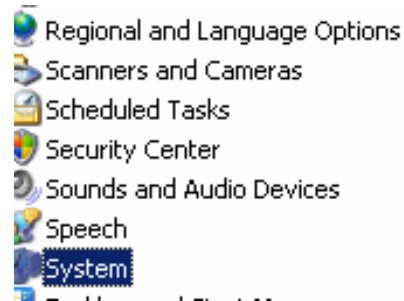 Regional and Language Options
Scanners and Cameras
Scheduled Tasks
Security Center
Sounds and Audio Devices
Speech
System